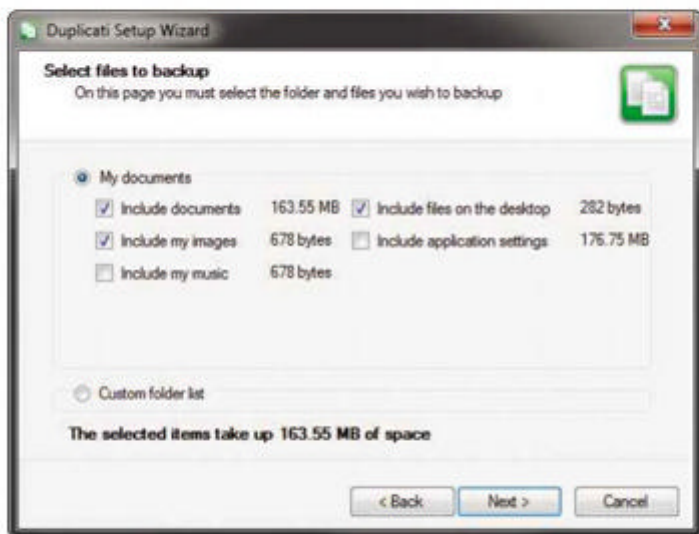 Duplicati Setup Wizard
Select files to backup
On this page you must select the folder and files you wish to backup
My documents
Include documents 163.55 MB Include files on the desktop 282 bytes
Include my images 678 bytes Include application settings 176.75 MB
Include my music 678 bytes
Custom folder list
The selected items take up 163.55 MB of space
< Back Next > Cancel